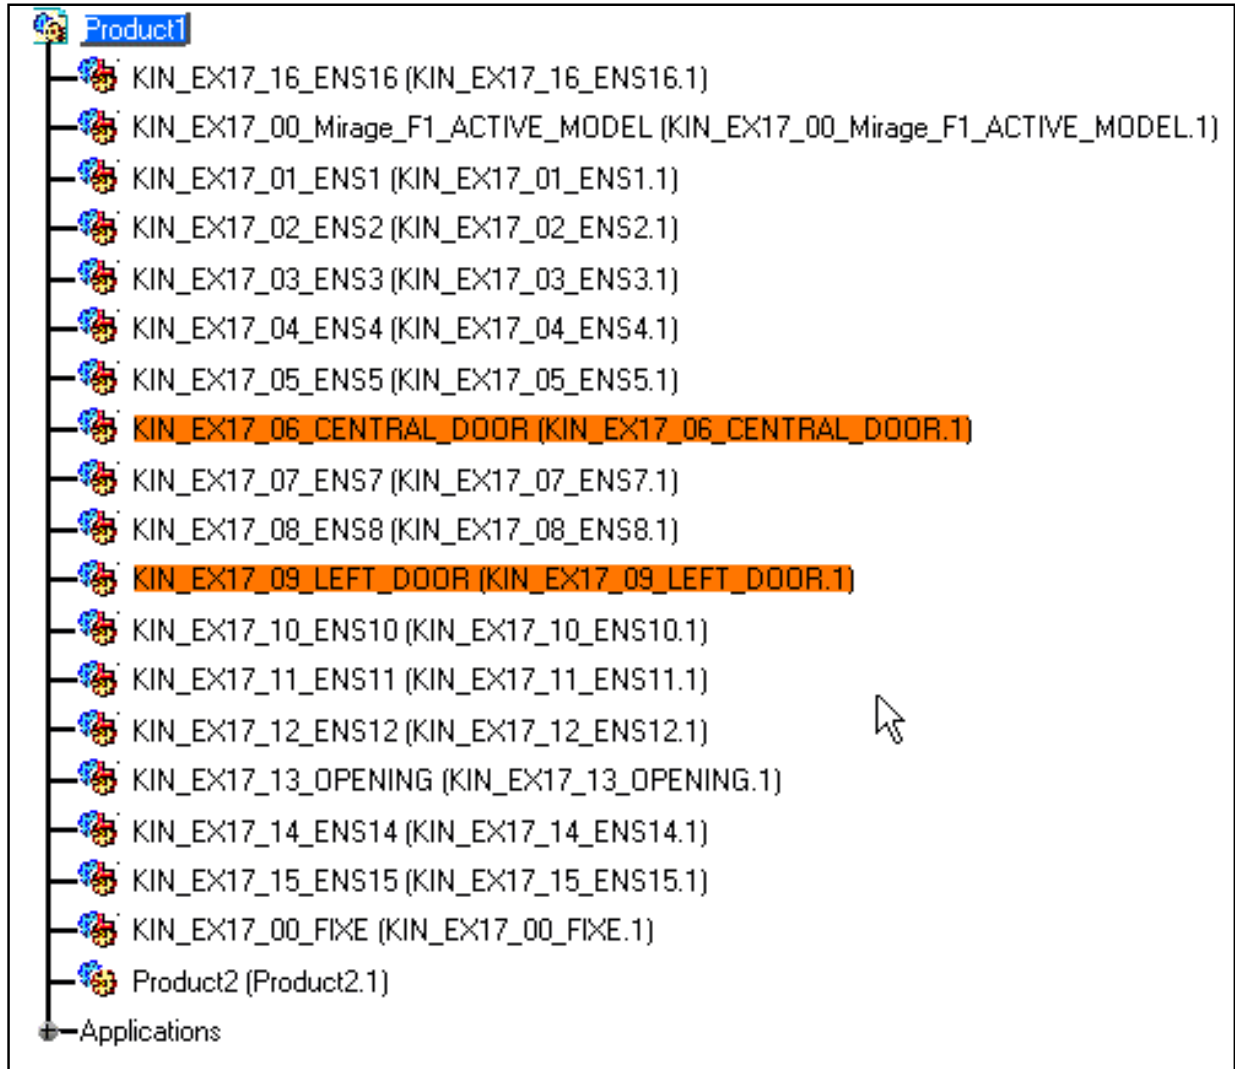 Product1
KIN_EX17_16_ENS16 (KIN_EX17_16_ENS16.1)
KIN_EX17_00_Mirage_F1_ACTIVE_MODEL (KIN_EX17_00_Mirage_F1_ACTIVE_MODEL.1)
KIN_EX17_01_ENS1 (KIN_EX17_01_ENS1.1)
KIN_EX17_02_ENS2 (KIN_EX17_02_ENS2.1)
KIN_EX17_03_ENS3 (KIN_EX17_03_ENS3.1)
KIN_EX17_04_ENS4 (KIN_EX17_04_ENS4.1)
KIN_EX17_05_ENS5 (KIN_EX17_05_ENS5.1)
KIN_EX17_06_CENTRAL_DOOR (KIN_EX17_06_CENTRAL_DOOR.1)
KIN_EX17_07_ENS7 (KIN_EX17_07_ENS7.1)
KIN_EX17_08_ENS8 (KIN_EX17_08_ENS8.1)
KIN_EX17_09_LEFT_DOOR (KIN_EX17_09_LEFT_DOOR.1)
KIN_EX17_10_ENS10 (KIN_EX17_10_ENS10.1)
KIN_EX17_11_ENS11 (KIN_EX17_11_ENS11.1)
KIN_EX17_12_ENS12 (KIN_EX17_12_ENS12.1)
KIN_EX17_13_OPENING (KIN_EX17_13_OPENING.1)
KIN_EX17_14_ENS14 (KIN_EX17_14_ENS14.1)
KIN_EX17_15_ENS15 (KIN_EX17_15_ENS15.1)
KIN_EX17_00_FIXE (KIN_EX17_00_FIXE.1)
Product2 (Product2.1)
Applications